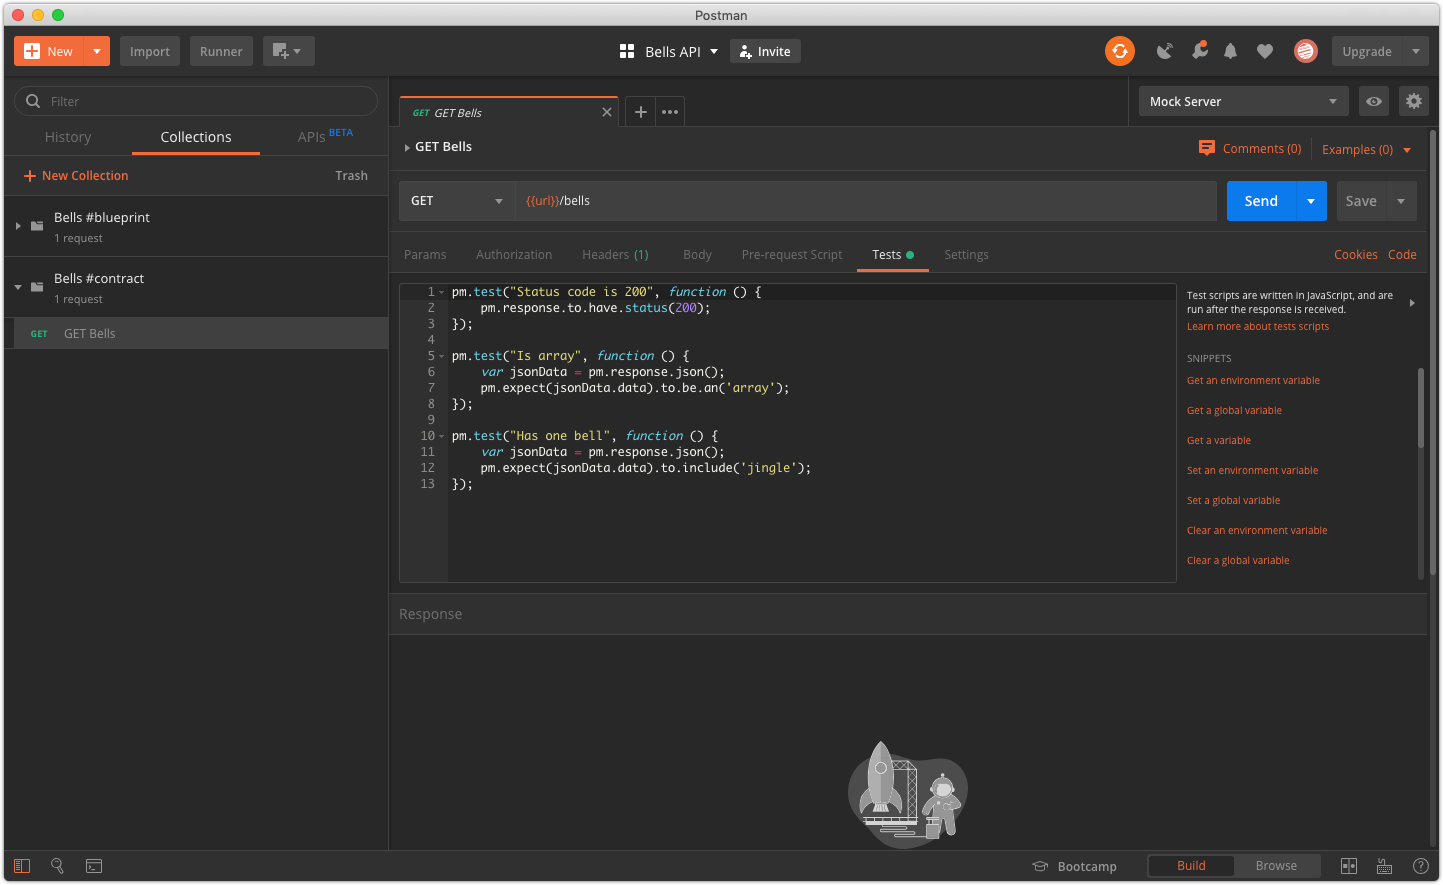 Postman
New
Import
Runner
Bells API
Invite
Upgrade
Filter
History
Collections
APIs BETA
New Collection
Trash
Bells #blueprint
1 request
Bells #contract
1 request
GET GET Bells
GET GET Bells
Mock Server
GET Bells
Comments (0)
Examples (0)
GET
{{url}}/bells
Send
Save
Params
Authorization
Headers (1)
Body
Pre-request Script
Tests
Settings
Cookies
Code
1 pm.test("Status code is 200", function () {
2 pm.response.to.have.status(200);
3 });
4
5 pm.test("Is array", function () {
6 var jsonData = pm.response.json();
7 pm.expect(jsonData.data).to.be.an('array');
8 });
9
10 pm.test("Has one bell", function () {
11 var jsonData = pm.response.json();
12 pm.expect(jsonData.data).to.include('jingle');
13 });
Test scripts are written in JavaScript, and are
run after the response is received.
Learn more about tests scripts
SNIPPETS
Get an environment variable
Get a global variable
Get a variable
Set an environment variable
Set a global variable
Clear an environment variable
Clear a global variable
Response
Bootcamp
Build
Browse